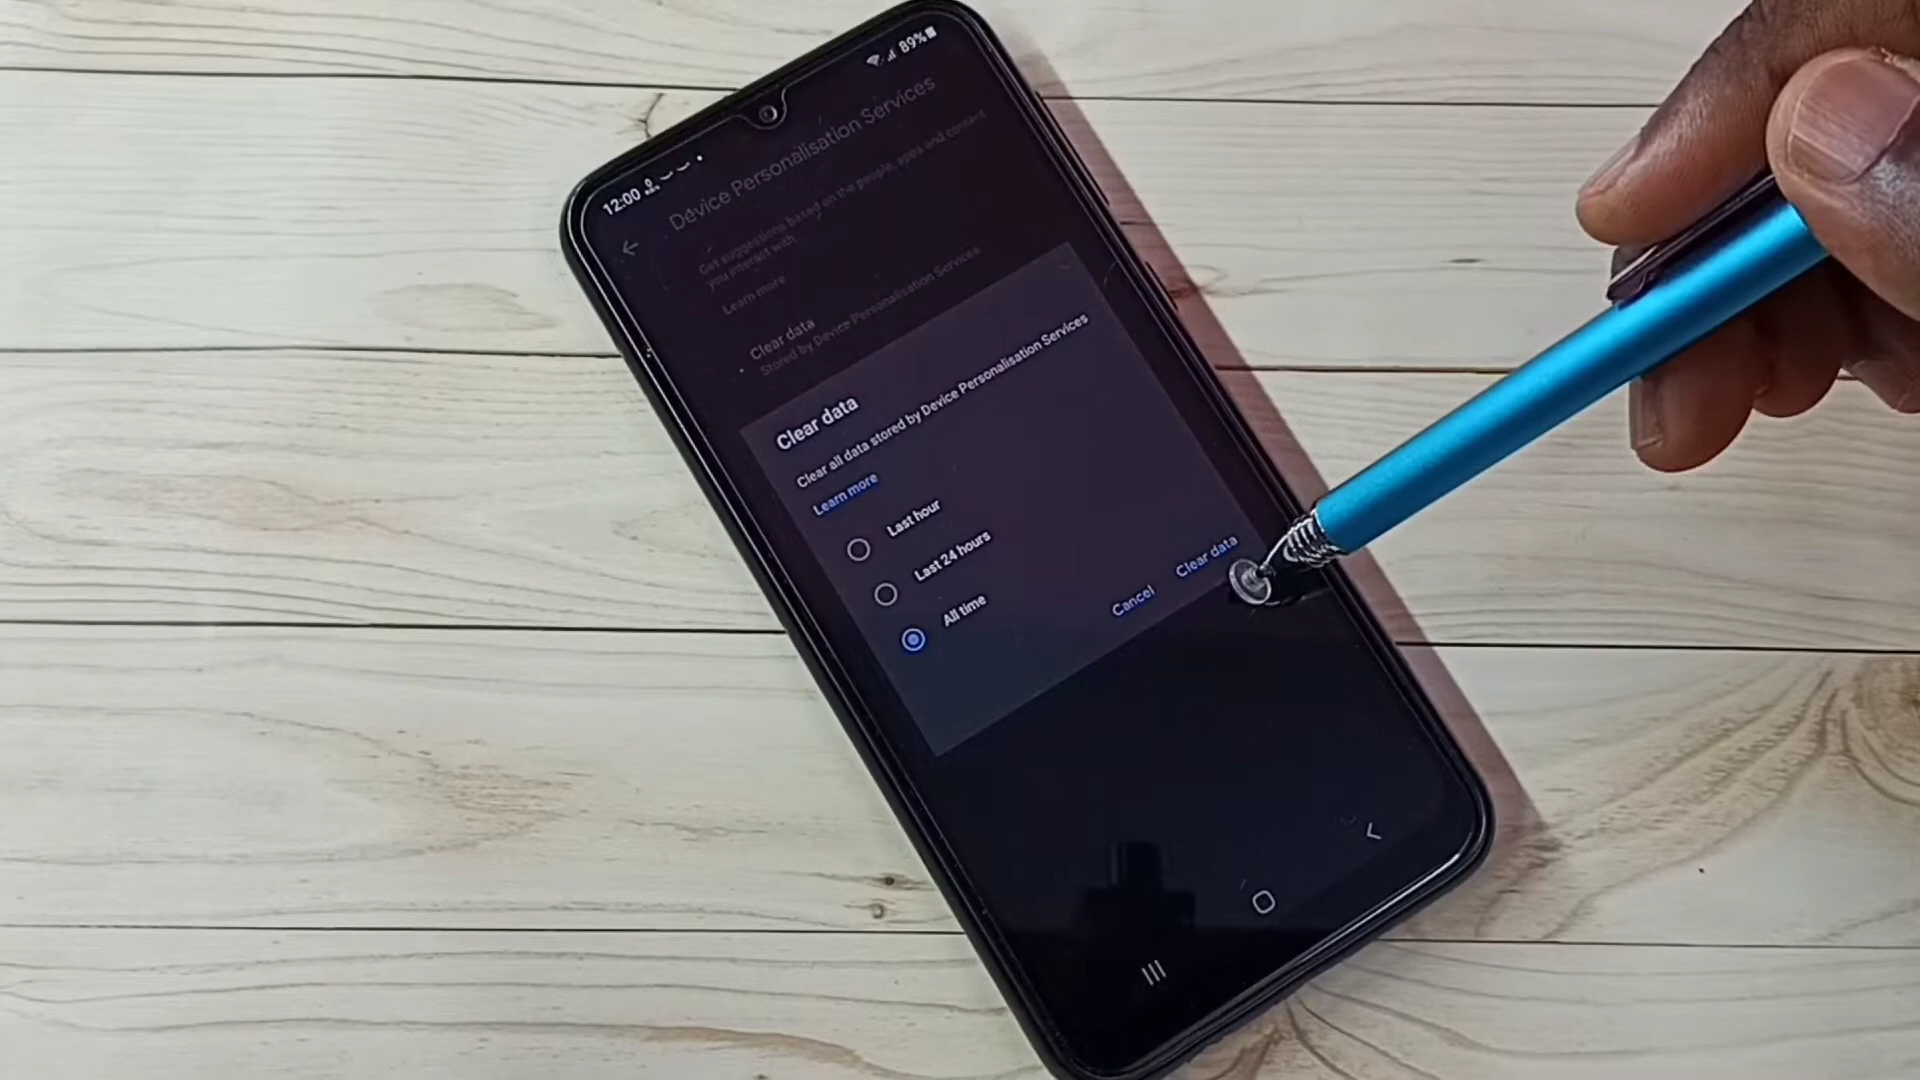 12:00
89%
Device Personalisation Services
Get suggestions based on the people, apps and content
you interact with
Learn more
Clear data
Stored by Device Personalisation Services
Clear data
Clear all data stored by Device Personalisation Services
Learn more
Last hour
Last 24 hours
All time
Cancel
Clear data